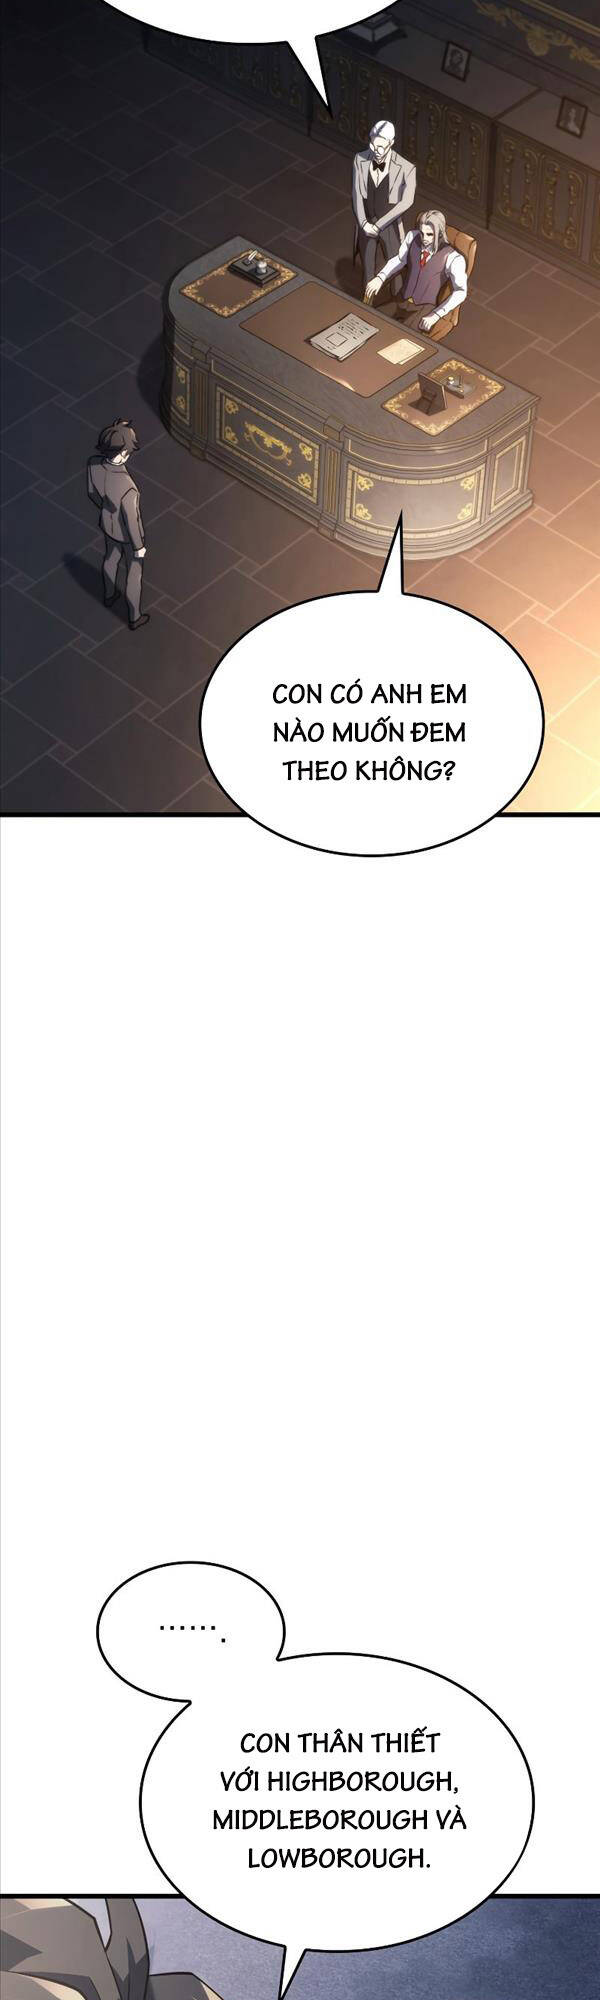 CON CÓ ANH EM
NÀO MUỐN ĐEM
THEO KHÔNG?
…….
CON THÂN THIẾT
VỚI HIGHBOROUGH,
MIDDLEBOROUGH VÀ
LOWBOROUGH.